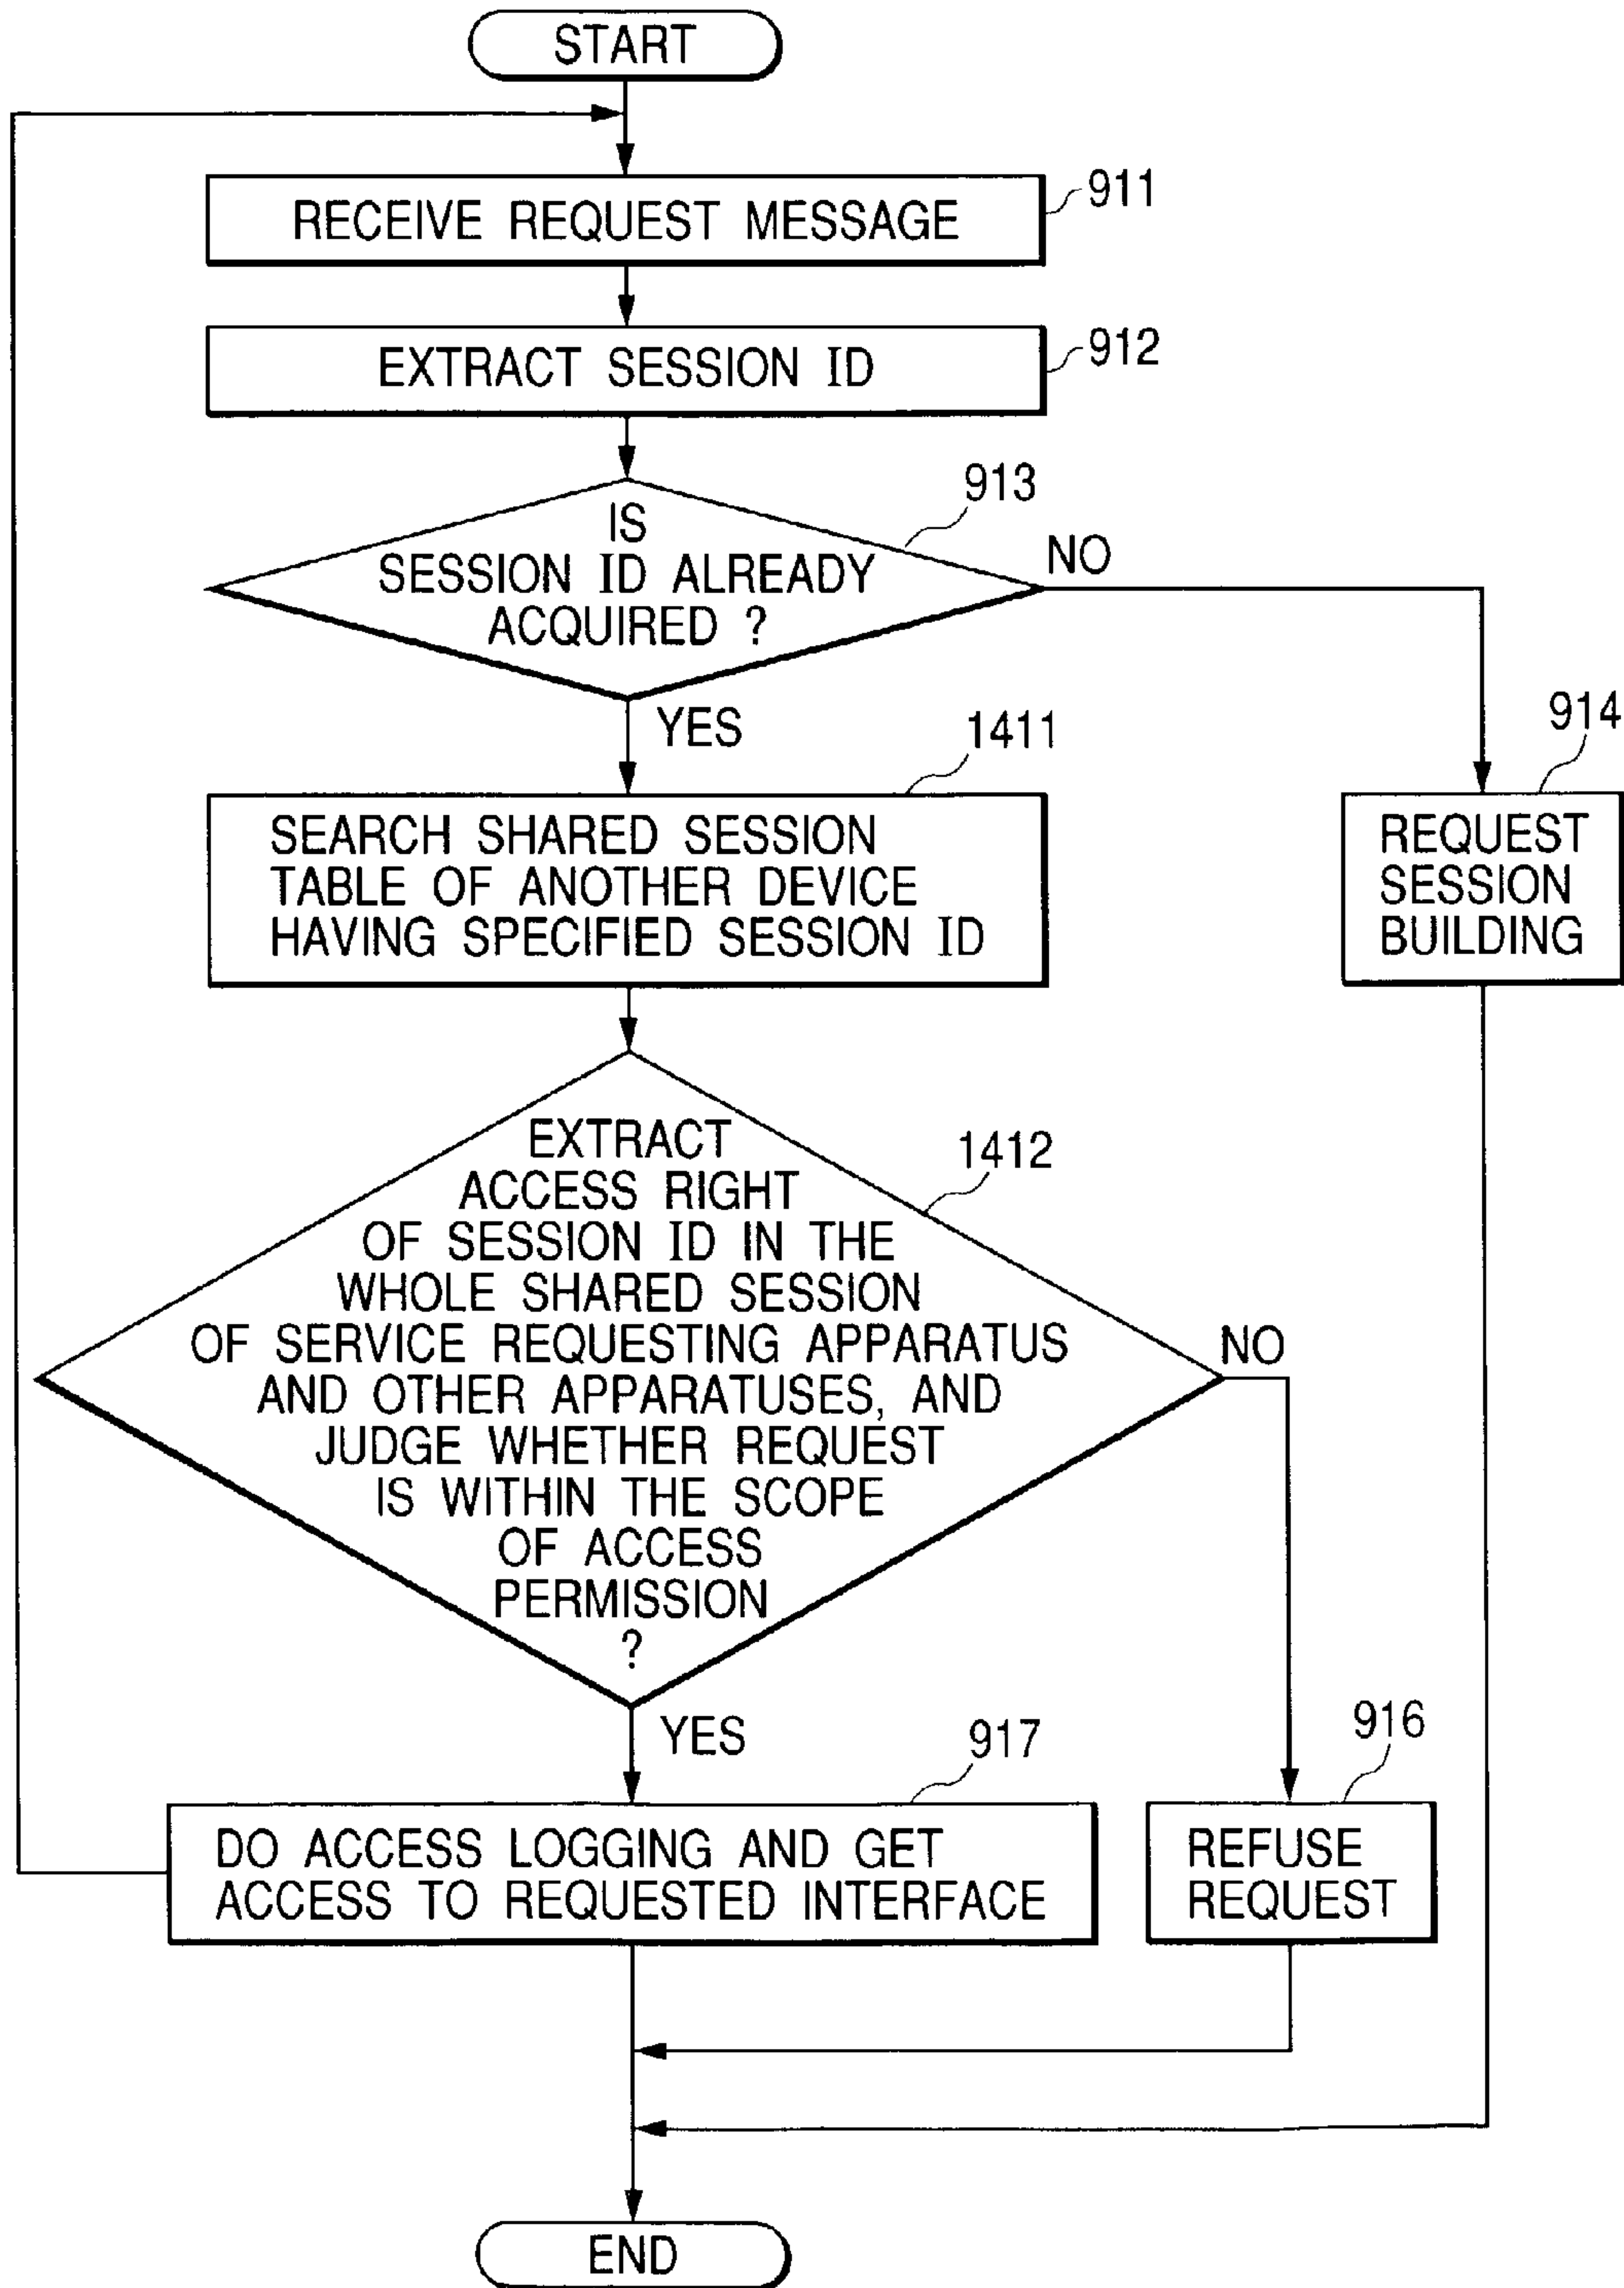 START
RECEIVE REQUEST MESSAGE
911
EXTRACT SESSION ID
912
913
IS
SESSION ID ALREADY
ACQUIRED ?
NO
YES
1411
SEARCH SHARED SESSION
TABLE OF ANOTHER DEVICE
HAVING SPECIFIED SESSION ID
914
REQUEST
SESSION
BUILDING
1412
EXTRACT
ACCESS RIGHT
OF SESSION ID IN THE
WHOLE SHARED SESSION
OF SERVICE REQUESTING APPARATUS
AND OTHER APPARATUSES, AND
JUDGE WHETHER REQUEST
IS WITHIN THE SCOPE
OF ACCESS
PERMISSION
?
NO
YES
917
DO ACCESS LOGGING AND GET
ACCESS TO REQUESTED INTERFACE
916
REFUSE
REQUEST
END